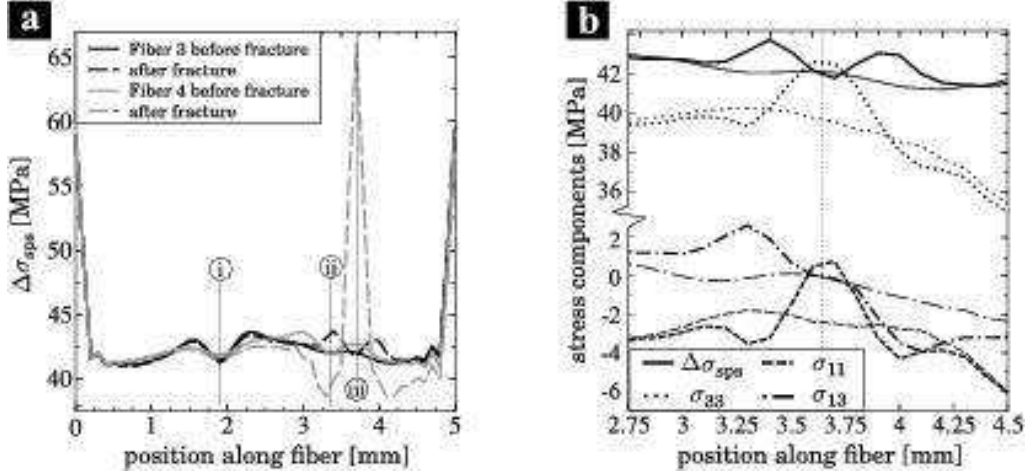 a
Fiber 3 before fracture
after fracture
Fiber 4 before fracture
after fracture
65
60
55
50
45
40
Δσsps [MPa]
i
ii
iii
0
1
2
3
4
5
position along fiber [mm]
b
42
40
38
36
2
0
-2
-4
-6
stress components [MPa]
Δσsps
σ11
σ33
σ13
2.75
3
3.25
3.5
3.75
4
4.25
4.5
position along fiber [mm]